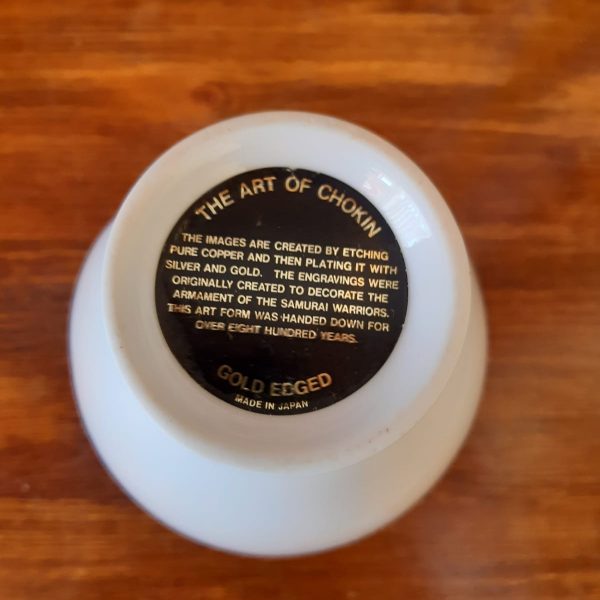 THE ART OF CHOKIN
THE IMAGES ARE CREATED BY ETCHING
PURE COPPER AND THEN PLATING IT WITH
SILVER AND GOLD. THE ENGRAVINGS WERE
ORIGINALLY CREATED TO DECORATE THE
ARMAMENT OF THE SAMURAI WARRIORS.
THIS ART FORM WAS HANDED DOWN FOR
OVER EIGHT HUNDRED YEARS.
GOLD EDGED
MADE IN JAPAN